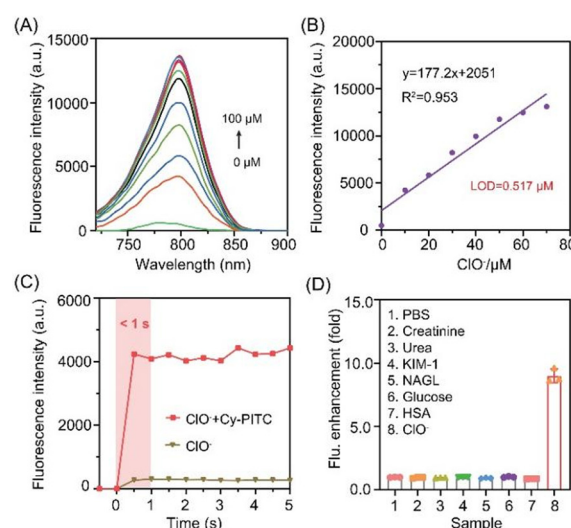 (A)
Fluorescence intensity (a.u.)
15000
10000
5000
0
100 μM
0 μM
750 800 850 900
Wavelength (nm)
(B)
Fluorescence intensity (a.u.)
20000
15000
10000
5000
0
y=177.2x+2051
R²=0.953
LOD=0.517 μM
0 20 40 60 80
ClO⁻/μM
(C)
Fluorescence intensity (a.u.)
6000
4000
2000
0
< 1 s
ClO⁻+Cy-PITC
ClO⁻
0 1 2 3 4 5
Time (s)
(D)
Flu. enhancement (fold)
15.0
10.0
5.0
0.0
1. PBS
2. Creatinine
3. Urea
4. KIM-1
5. NAGL
6. Glucose
7. HSA
8. ClO⁻
1 2 3 4 5 6 7 8
Sample